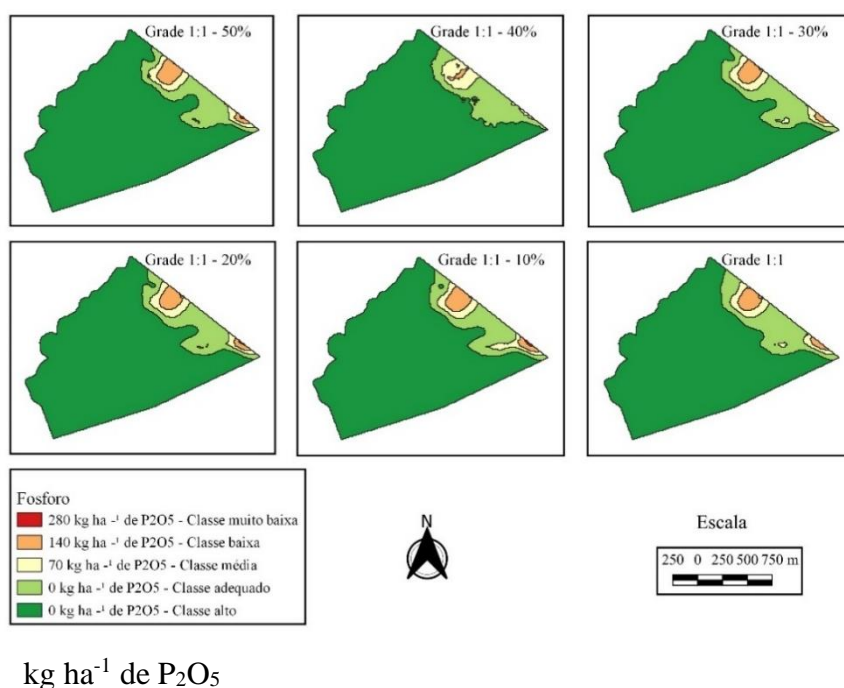 Grade 1:1 - 50%
Grade 1:1 - 40%
Grade 1:1 - 30%
Grade 1:1 - 20%
Grade 1:1 - 10%
Grade 1:1
Fosforo
280 kg ha -¹ de P2O5 - Classe muito baixa
140 kg ha -¹ de P2O5 - Classe baixa
70 kg ha -¹ de P2O5 - Classe média
0 kg ha -¹ de P2O5 - Classe adequado
0 kg ha -¹ de P2O5 - Classe alto
N
Escala
250 0 250 500 750 m
kg ha⁻¹ de P₂O₅